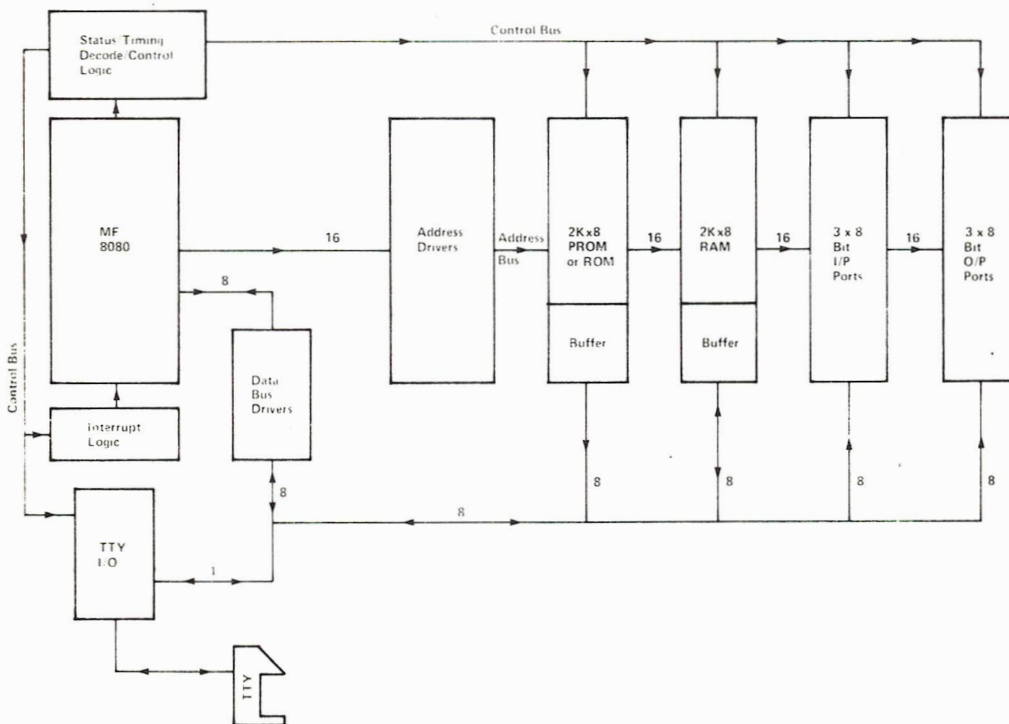 Control Bus
Status/Timing
Decode/Control
Logic
MF
8080
16
Address
Drivers
Address
Bus
2K x 8
PROM
or ROM
16
2K x 8
RAM
16
3 x 8
Bit
I/P
Ports
16
3 x 8
Bit
O/P
Ports
8
Buffer
Buffer
Data
Bus
Drivers
Control Bus
Interrupt
Logic
8
8
8
8
8
8
TTY
I/O
1
TTY